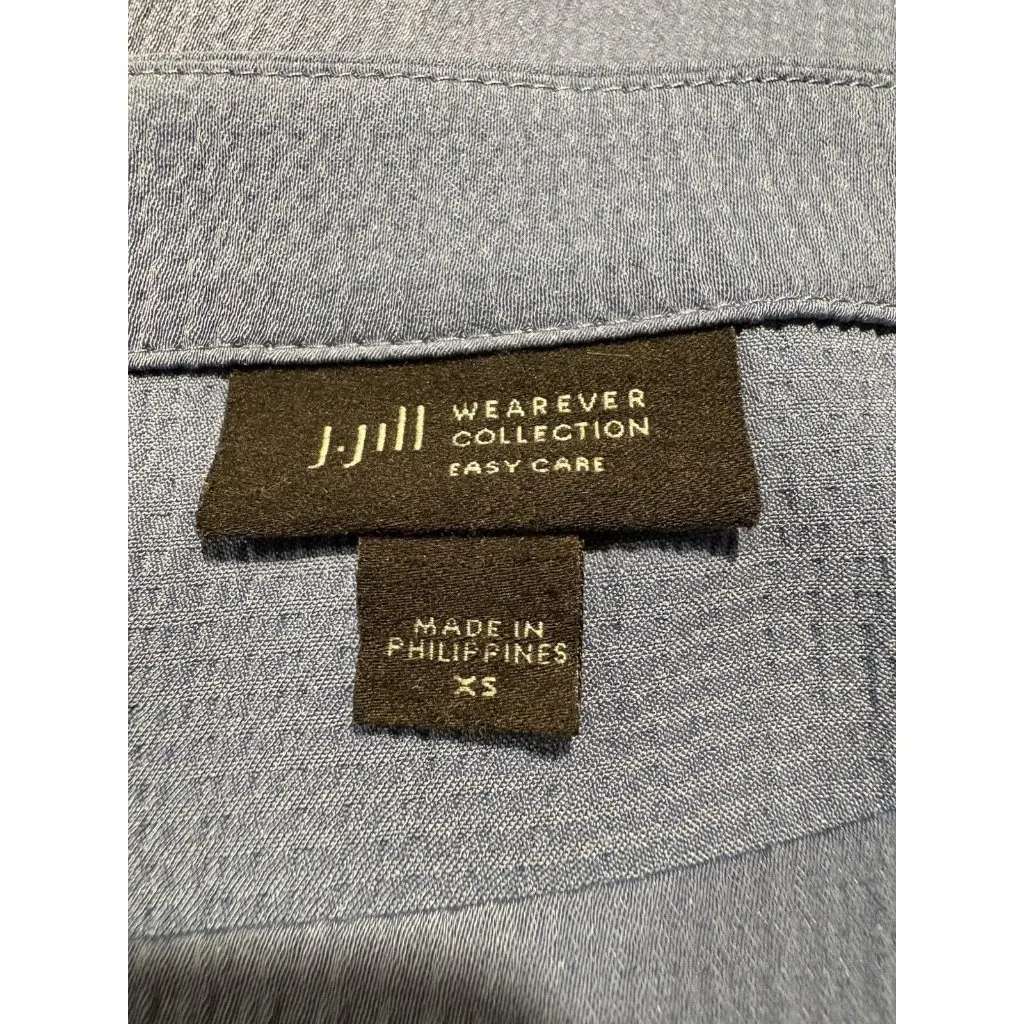 J.Jill WEAREVER
COLLECTION
EASY CARE
MADE IN
PHILIPPINES
XS